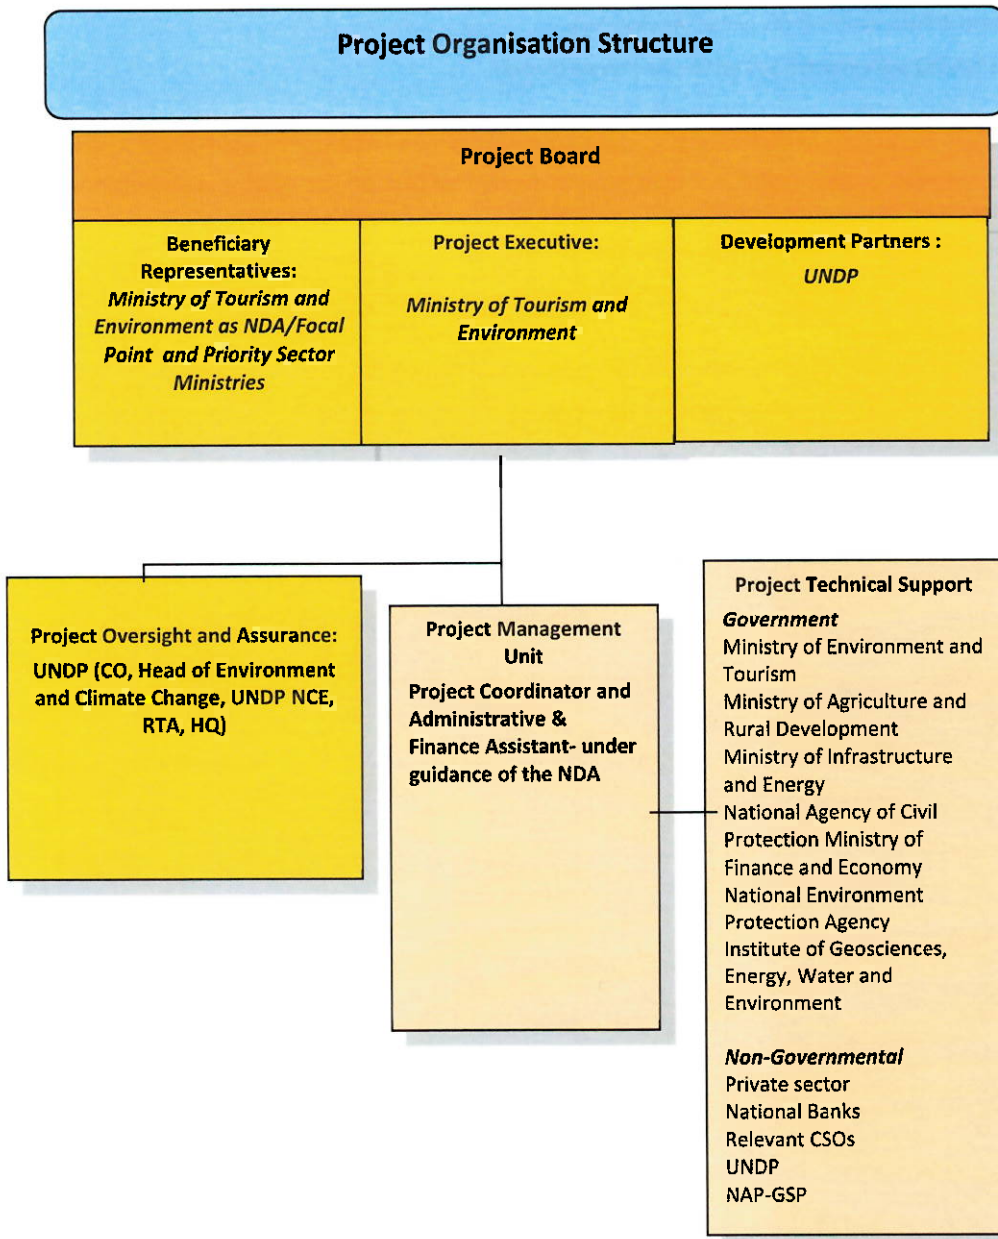 Project Organisation Structure
Project Board
Beneficiary
Representatives:
Ministry of Tourism and
Environment as NDA/Focal
Point and Priority Sector
Ministries
Project Executive:
Ministry of Tourism and
Environment
Development Partners :
UNDP
Project Oversight and Assurance:
UNDP (CO, Head of Environment
and Climate Change, UNDP NCE,
RTA, HQ)
Project Management
Unit
Project Coordinator and
Administrative &
Finance Assistant- under
guidance of the NDA
Project Technical Support
Government
Ministry of Environment and
Tourism
Ministry of Agriculture and
Rural Development
Ministry of Infrastructure
and Energy
National Agency of Civil
Protection Ministry of
Finance and Economy
National Environment
Protection Agency
Institute of Geosciences,
Energy, Water and
Environment
Non-Governmental
Private sector
National Banks
Relevant CSOs
UNDP
NAP-GSP